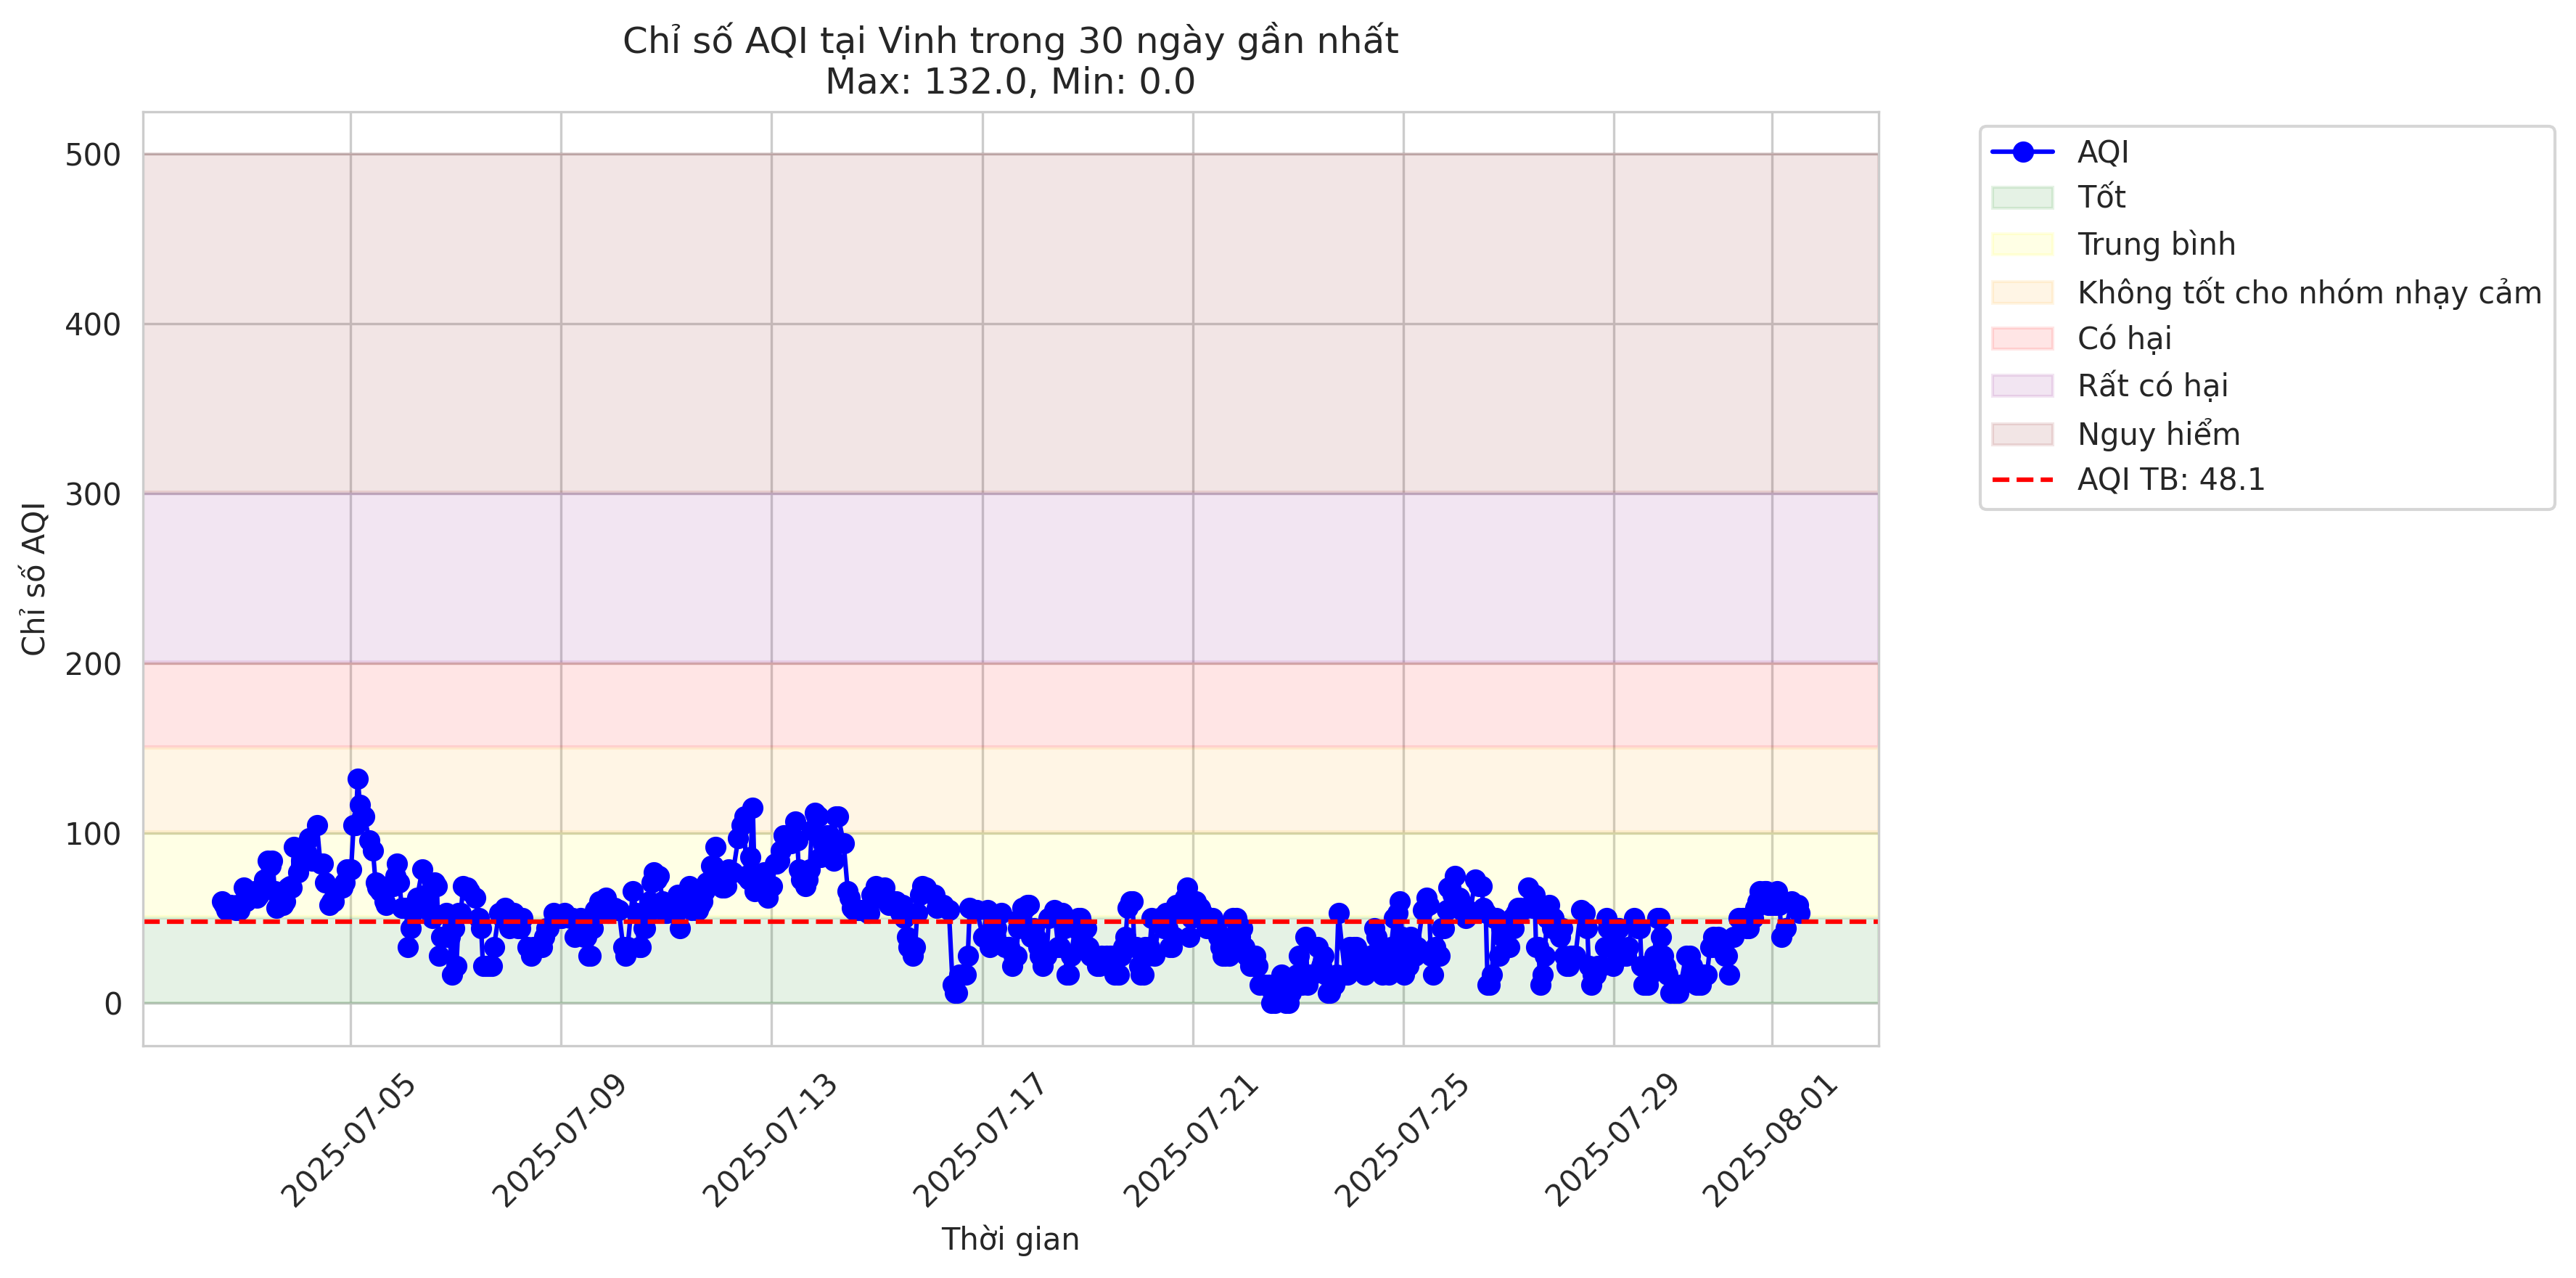 Chỉ số AQI tại Vinh trong 30 ngày gần nhất
Max: 132.0, Min: 0.0
Chỉ số AQI
500
400
300
200
100
0
2025-07-05
2025-07-09
2025-07-13
2025-07-17
2025-07-21
2025-07-25
2025-07-29
2025-08-01
Thời gian
AQI
Tốt
Trung bình
Không tốt cho nhóm nhạy cảm
Có hại
Rất có hại
Nguy hiểm
AQI TB: 48.1